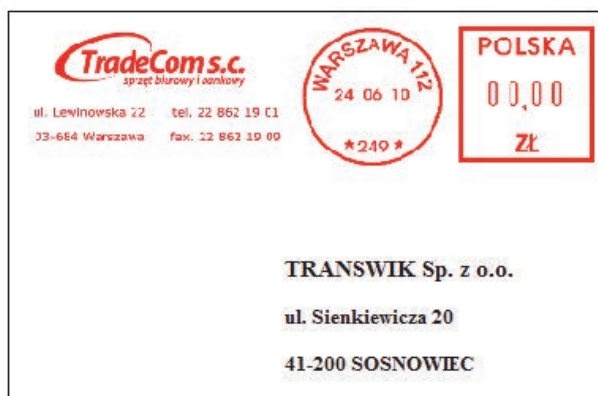 TradeCom s.c.
sprzęt biurowy i bankowy
ul. Lewinowska 22 tel. 22 862 19 01
03-684 Warszawa fax. 22 862 19 09
WARSZAWA 112
24 06 10
*249*
POLSKA
00,00
ZŁ
TRANSWIK Sp. z o.o.
ul. Sienkiewicza 20
41-200 SOSNOWIEC